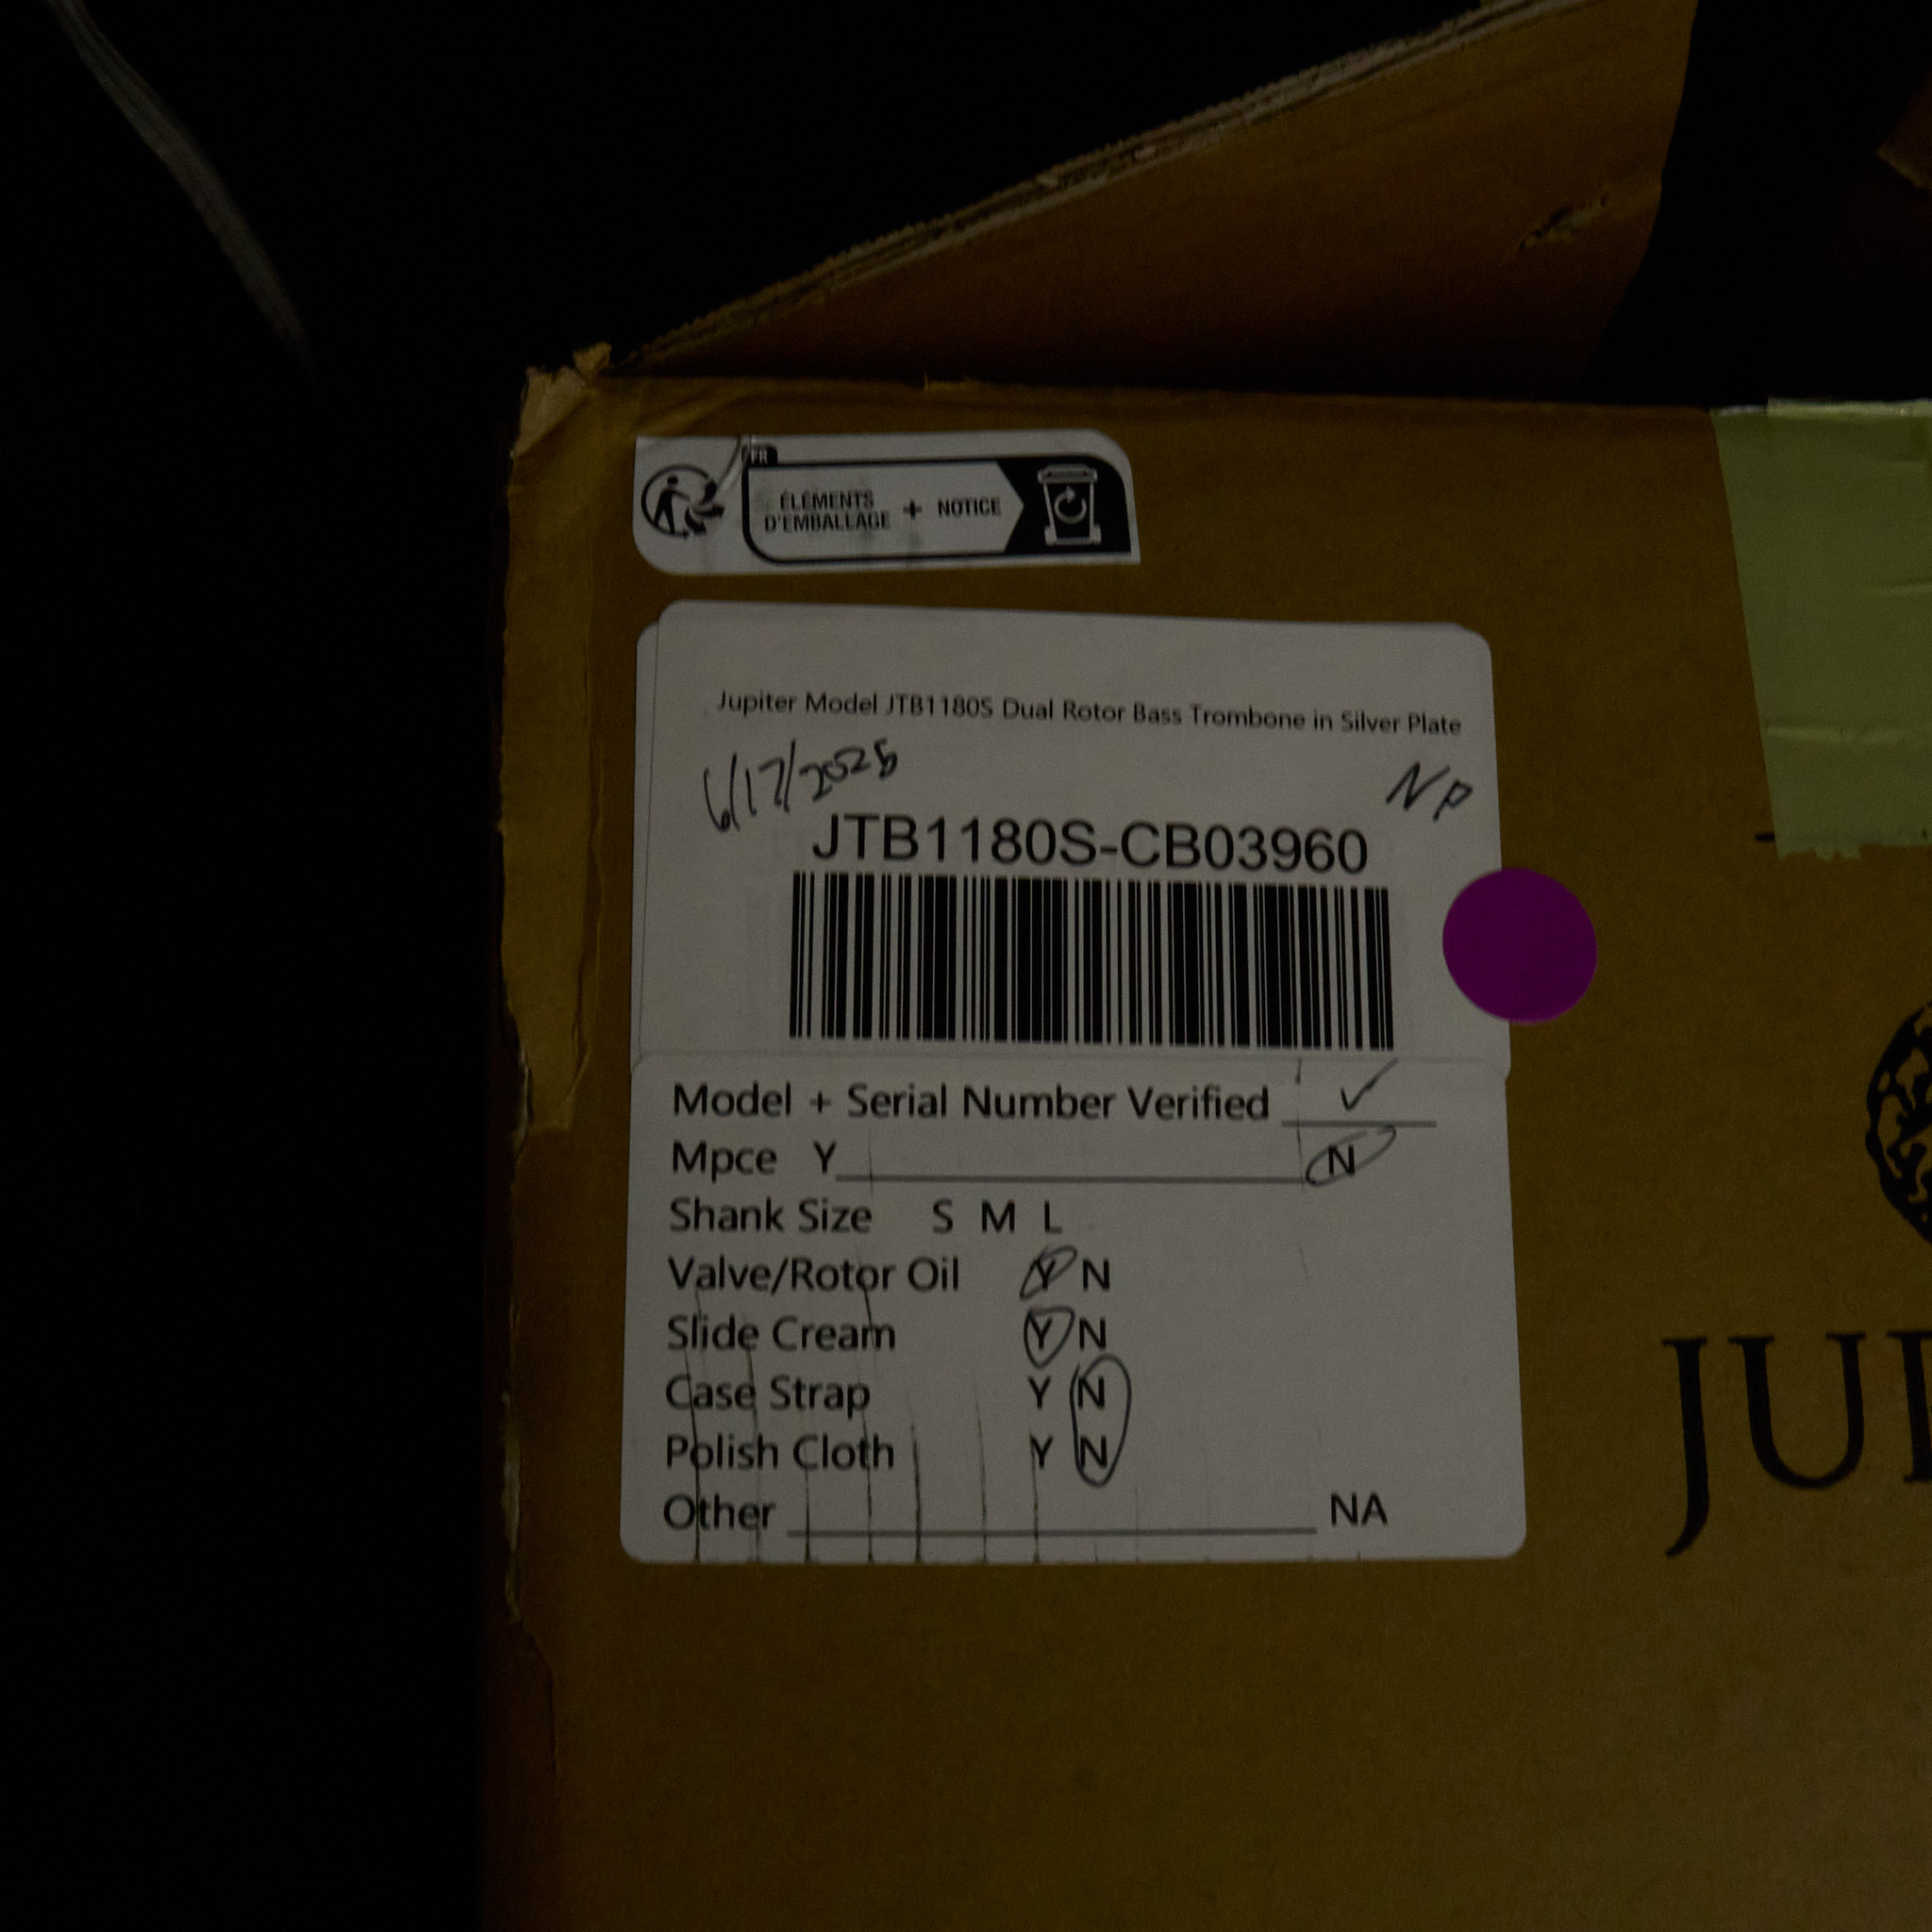 FR
ÉLÉMENTS
D'EMBALLAGE + NOTICE
Jupiter Model JTB1180S Dual Rotor Bass Trombone in Silver Plate
6/17/2025
NP
JTB1180S-CB03960
Model + Serial Number Verified ✓
Mpce Y N
Shank Size S M L
Valve/Rotor Oil Y N
Slide Cream Y N
Case Strap Y N
Polish Cloth Y N
Other NA